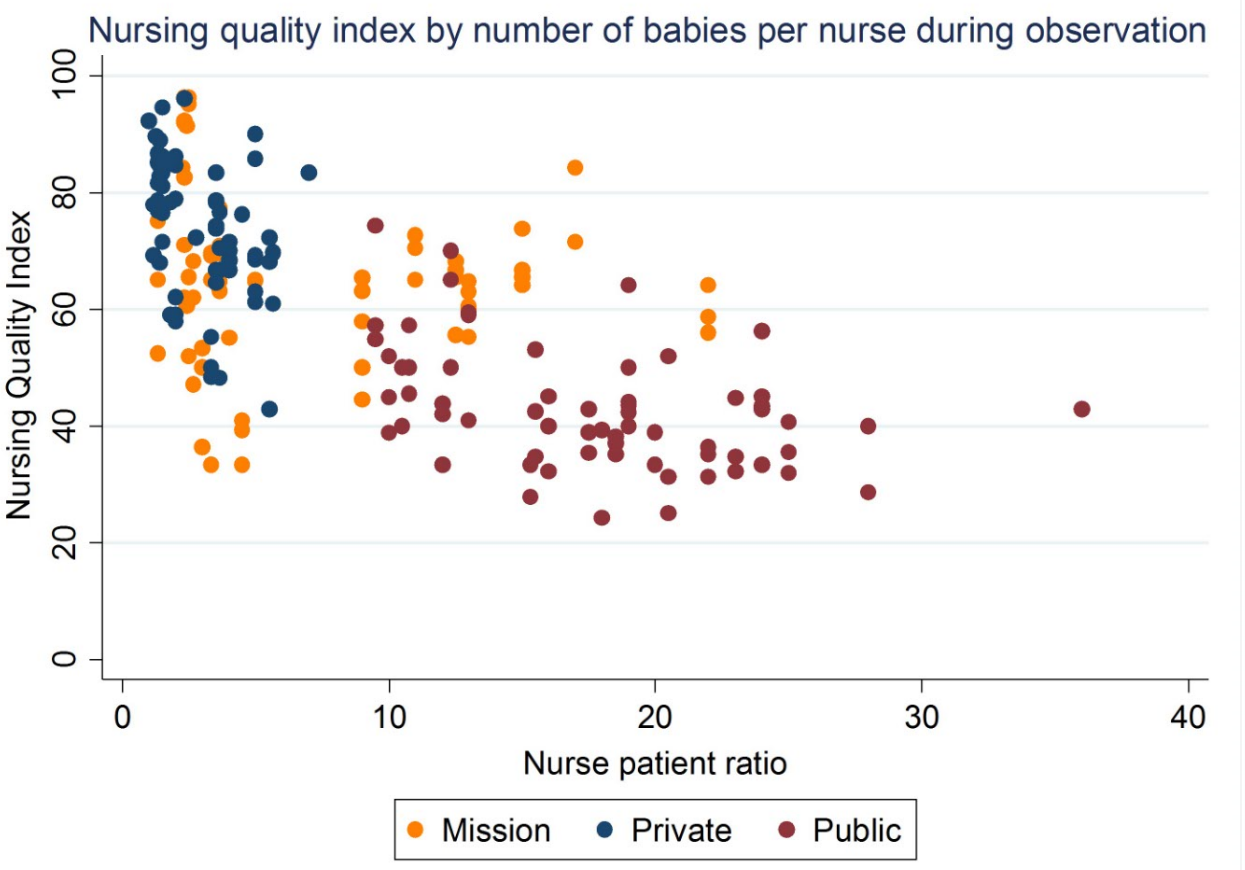 Nursing quality index by number of babies per nurse during observation
Nursing Quality Index
100
80
60
40
20
0
0 10 20 30 40
Nurse patient ratio
Mission Private Public